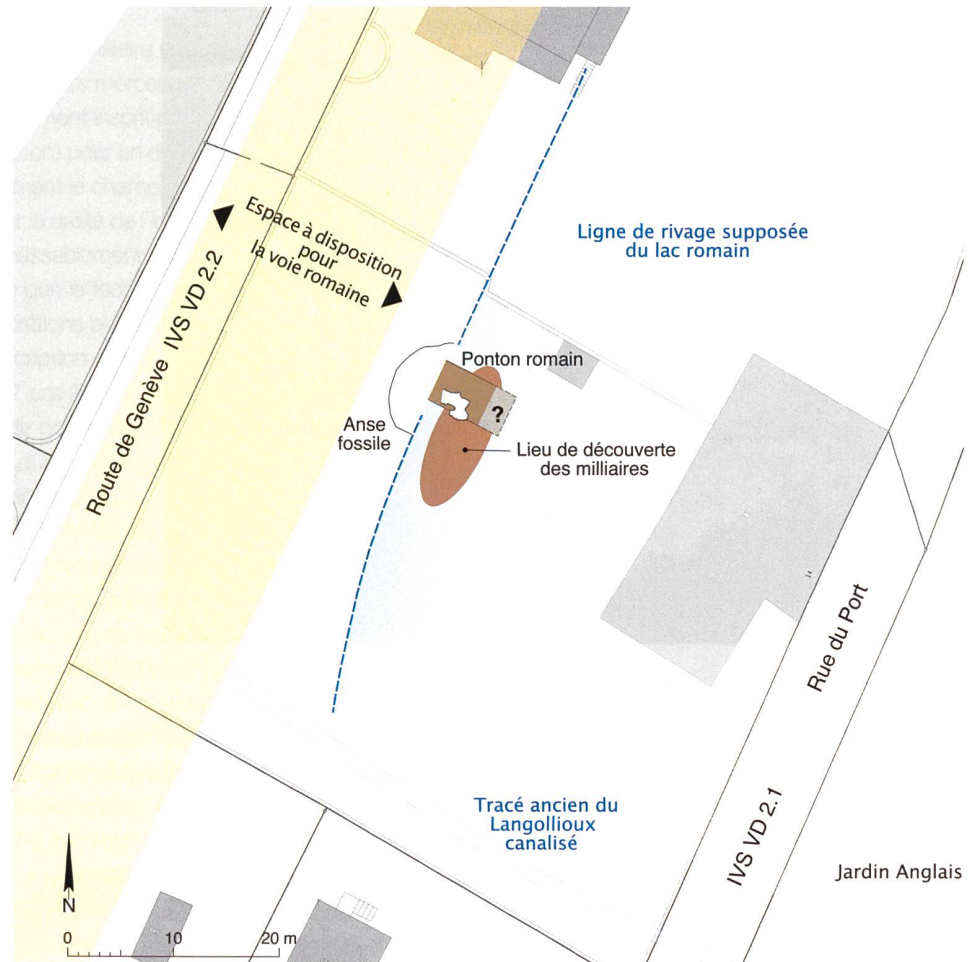 Espace à disposition
pour
la voie romaine
Route de Genève IVS VD 2.2
Ligne de rivage supposée
du lac romain
Ponton romain
?
Anse
fossile
Lieu de découverte
des milliaires
14
Rue du Port
IVS VD 2.1
Tracé ancien du
Langollioux
canalisé
Jardin Anglais
N
0 10 20 m